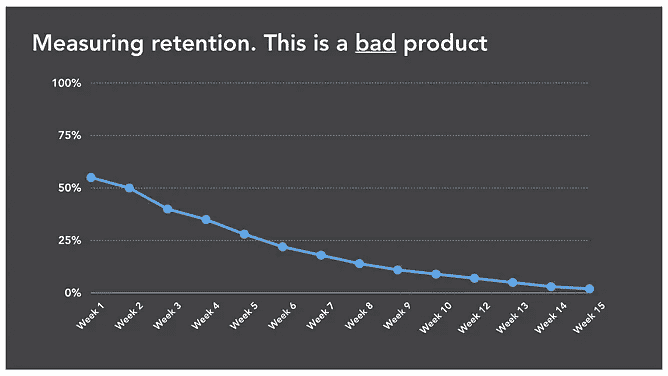 Measuring retention. This is a bad product
100%
75%
50%
25%
0%
Week 1
Week 2
Week 3
Week 4
Week 5
Week 6
Week 7
Week 8
Week 9
Week 10
Week 12
Week 13
Week 14
Week 15